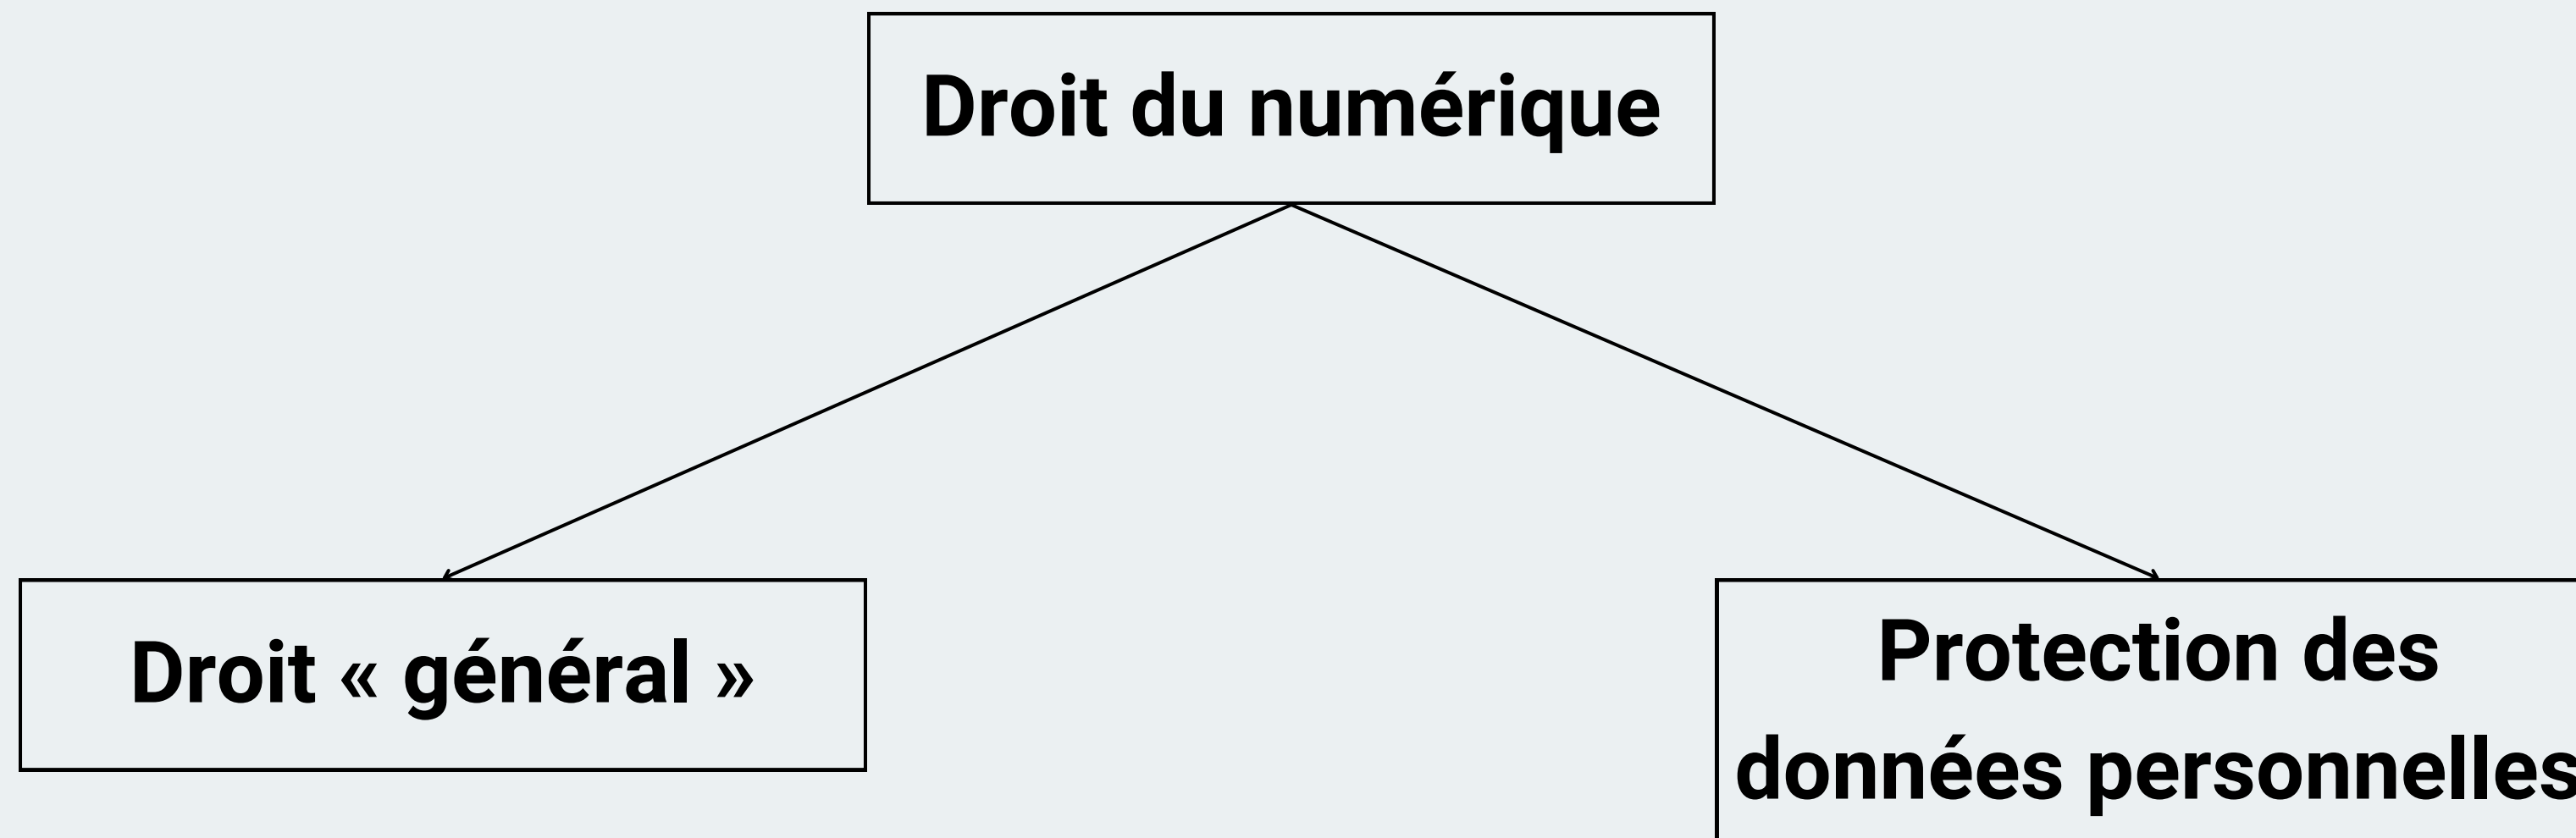 Droit du numérique
Droit « général »
Protection des
données personnelles